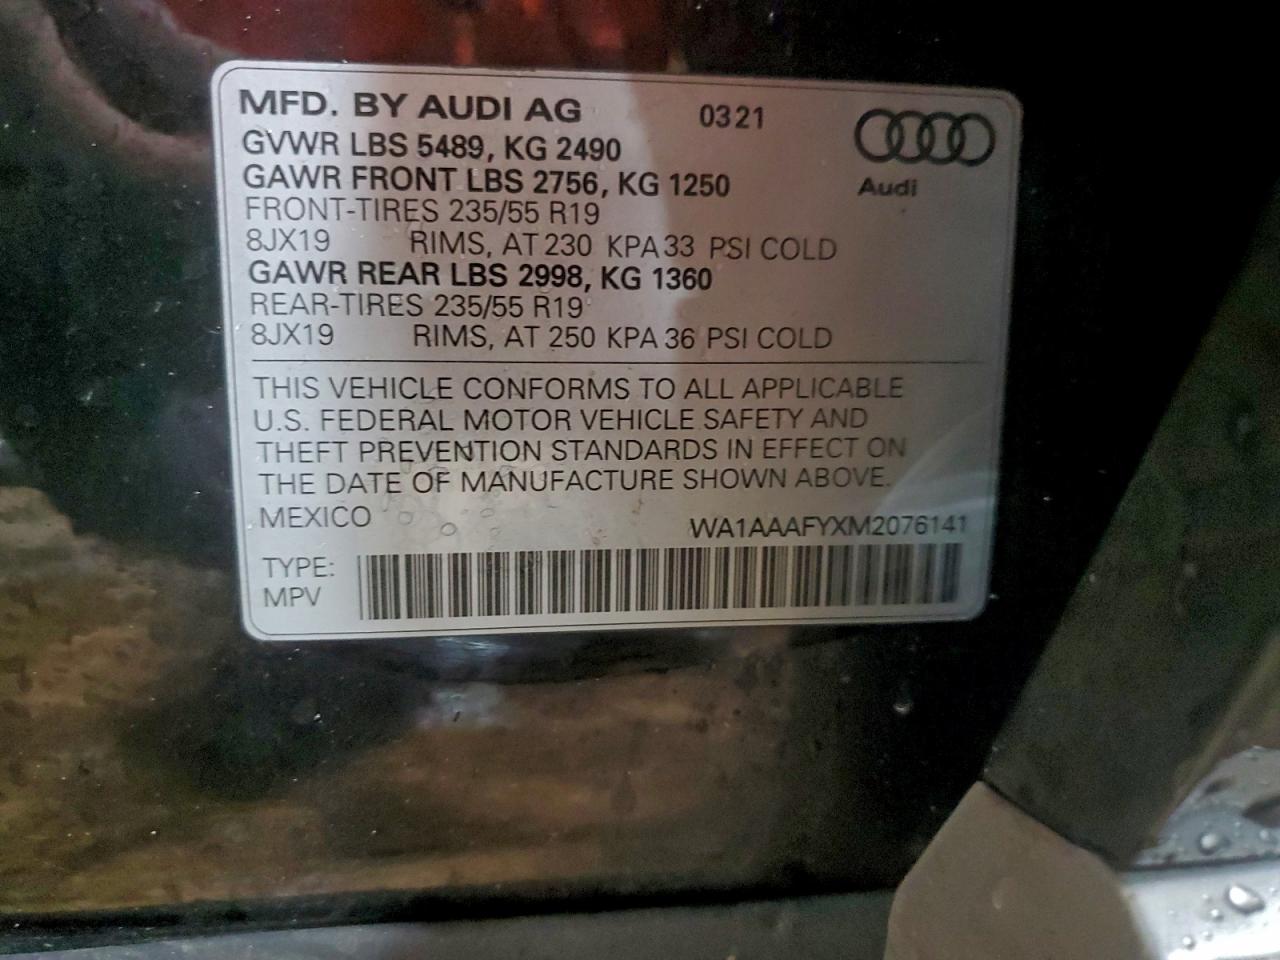 MFD. BY AUDI AG 0321
GVWR LBS 5489, KG 2490
GAWR FRONT LBS 2756, KG 1250
Audi
FRONT-TIRES 235/55 R19
8JX19 RIMS, AT 230 KPA 33 PSI COLD
GAWR REAR LBS 2998, KG 1360
REAR-TIRES 235/55 R19
8JX19 RIMS, AT 250 KPA 36 PSI COLD
THIS VEHICLE CONFORMS TO ALL APPLICABLE
U.S. FEDERAL MOTOR VEHICLE SAFETY AND
THEFT PREVENTION STANDARDS IN EFFECT ON
THE DATE OF MANUFACTURE SHOWN ABOVE.
MEXICO WA1AAAFYXM2076141
TYPE:
MPV